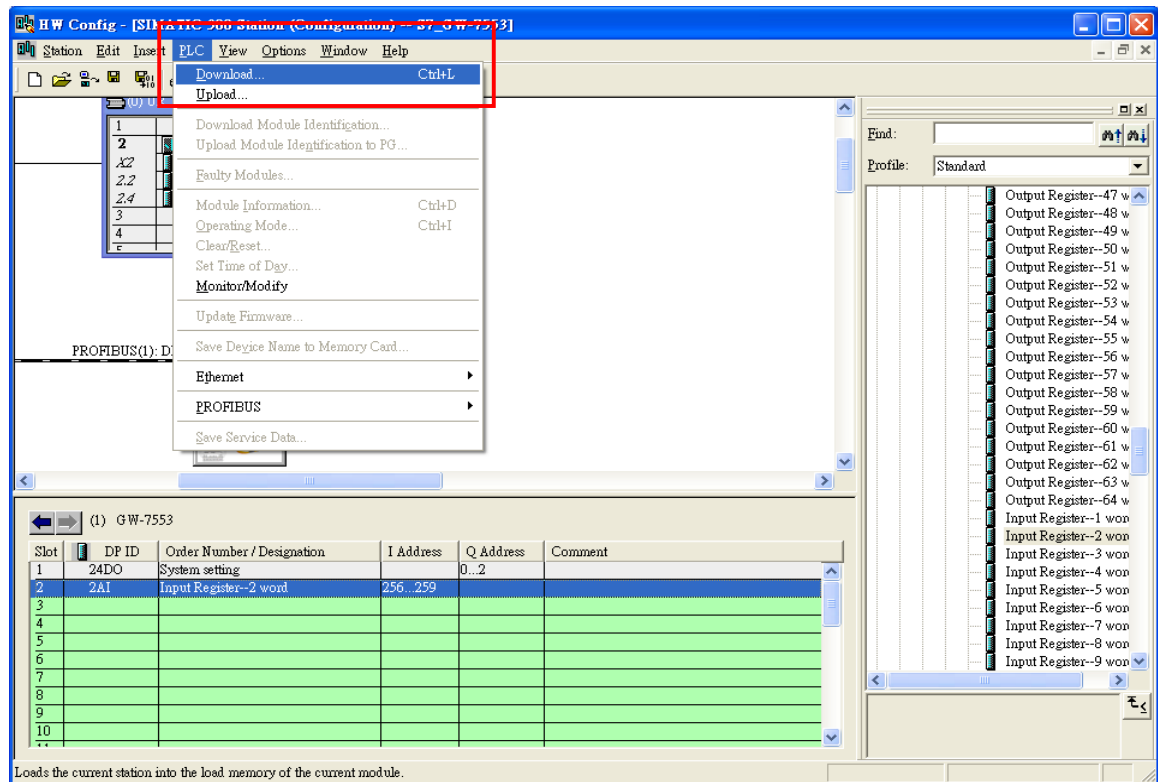 HW Config - [SIMATIC 300 Station (Configuration) -- S7_GW-7553]
Station Edit Insert PLC View Options Window Help
Download... Ctrl+L
Upload...
Download Module Identification...
Upload Module Identification to PG...
Faulty Modules...
Module Information... Ctrl+D
Operating Mode... Ctrl+I
Clear/Reset...
Set Time of Day...
Monitor/Modify
Update Firmware...
Save Device Name to Memory Card...
Ethernet
PROFIBUS
Save Service Data...
(0) U
1
2
X2
2.2
2.4
3
4
PROFIBUS(1): D
Find:
Profile: Standard
Output Register--47 w
Output Register--48 w
Output Register--49 w
Output Register--50 w
Output Register--51 w
Output Register--52 w
Output Register--53 w
Output Register--54 w
Output Register--55 w
Output Register--56 w
Output Register--57 w
Output Register--58 w
Output Register--59 w
Output Register--60 w
Output Register--61 w
Output Register--62 w
Output Register--63 w
Output Register--64 w
Input Register--1 wor
Input Register--2 wor
Input Register--3 wor
Input Register--4 wor
Input Register--5 wor
Input Register--6 wor
Input Register--7 wor
Input Register--8 wor
Input Register--9 wor
(1) GW-7553
Slot DP ID Order Number / Designation I Address Q Address Comment
1 24DO System setting 0...2
2 2AI Input Register--2 word 256...259
3
4
5
6
7
8
9
10
11
Loads the current station into the load memory of the current module.